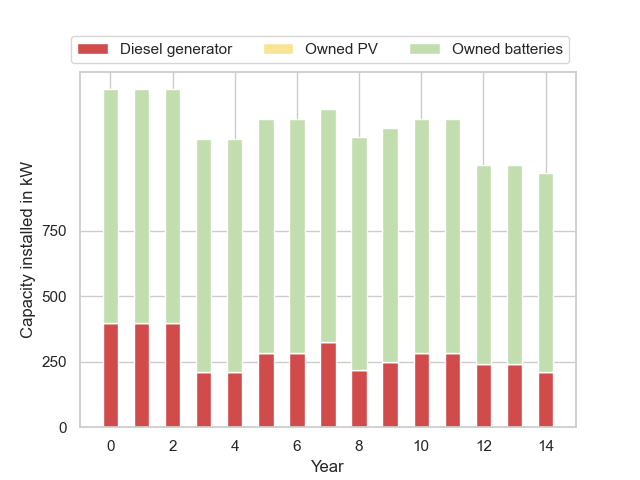 Diesel generator Owned PV Owned batteries
Capacity installed in kW
750
500
250
0
0 2 4 6 8 10 12 14
Year